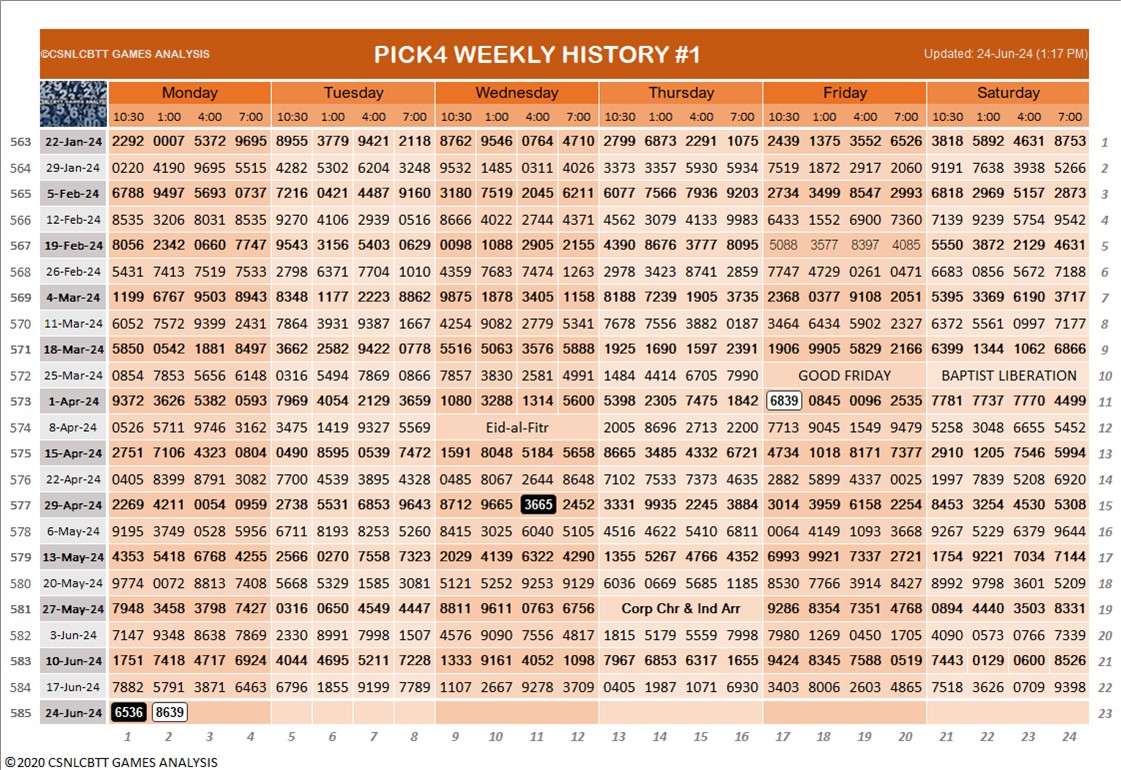 ©CSNLCBTT GAMES ANALYSIS PICK4 WEEKLY HISTORY #1 Updated: 24-Jun-24 (1:17 PM)
Monday Tuesday Wednesday Thursday Friday Saturday
10:30 1:00 4:00 7:00 10:30 1:00 4:00 7:00 10:30 1:00 4:00 7:00 10:30 1:00 4:00 7:00 10:30 1:00 4:00 7:00 10:30 1:00 4:00 7:00
563 22-Jan-24 2292 0007 5372 9695 8955 3779 9421 2118 8762 9546 0764 4710 2799 6873 2291 1075 2439 1375 3552 6526 3818 5892 4631 8753 1
564 29-Jan-24 0220 4190 9695 5515 4282 5302 6204 3248 9532 1485 0311 4026 3373 3357 5930 5934 7519 1872 2917 2060 9191 7638 3938 5266 2
565 5-Feb-24 6788 9497 5693 0737 7216 0421 4487 9160 3180 7519 2045 6211 6077 7566 7936 9203 2734 3499 8547 2993 6818 2969 5157 2873 3
566 12-Feb-24 8535 3206 8031 8535 9270 4106 2939 0516 8666 4022 2744 4371 4562 3079 4133 9983 6433 1552 6900 7360 7139 9239 5754 9542 4
567 19-Feb-24 8056 2342 0660 7747 9543 3156 5403 0629 0098 1088 2905 2155 4390 8676 3777 8095 5088 3577 8397 4085 5550 3872 2129 4631 5
568 26-Feb-24 5431 7413 7519 7533 2798 6371 7704 1010 4359 7683 7474 1263 2978 3423 8741 2859 7747 4729 0261 0471 6683 0856 5672 7188 6
569 4-Mar-24 1199 6767 9503 8943 8348 1177 2223 8862 9875 1878 3405 1158 8188 7239 1905 3735 2368 0377 9108 2051 5395 3369 6190 3717 7
570 11-Mar-24 6052 7572 9399 2431 7864 3931 9387 1667 4254 9082 2779 5341 7678 7556 3882 0187 3464 6434 5902 2327 6372 5561 0997 7177 8
571 18-Mar-24 5850 0542 1881 8497 3662 2582 9422 0778 5516 5063 3576 5888 1925 1690 1597 2391 1906 9905 5829 2166 6399 1344 1062 6866 9
572 25-Mar-24 0854 7853 5656 6148 0316 5494 7869 0866 7857 3830 2581 4991 1484 4414 6705 7990 GOOD FRIDAY BAPTIST LIBERATION 10
573 1-Apr-24 9372 3626 5382 0593 7969 4054 2129 3659 1080 3288 1314 5600 5398 2305 7475 1842 6839 0845 0096 2535 7781 7737 7770 4499 11
574 8-Apr-24 0526 5711 9746 3162 3475 1419 9327 5569 Eid-al-Fitr 2005 8696 2713 2200 7713 9045 1549 9479 5258 3048 6655 5452 12
575 15-Apr-24 2751 7106 4323 0804 0490 8595 0539 7472 1591 8048 5184 5658 8665 3485 4332 6721 4734 1018 8171 7377 2910 1205 7546 5994 13
576 22-Apr-24 0405 8399 8791 3082 7700 4539 3895 4328 0485 8067 2644 8648 7102 7533 7373 4635 2882 5899 4337 0025 1997 7839 5208 6920 14
577 29-Apr-24 2269 4211 0054 0959 2738 5531 6853 9643 8712 9665 3665 2452 3331 9935 2245 3884 3014 3959 6158 2254 8453 3254 4530 5308 15
578 6-May-24 9195 3749 0528 5956 6711 8193 8253 5260 8415 3025 6040 5105 4516 4622 5410 6811 0064 4149 1093 3668 9267 5229 6379 9644 16
579 13-May-24 4353 5418 6768 4255 2566 0270 7558 7323 2029 4139 6322 4290 1355 5267 4766 4352 6993 9921 7337 2721 1754 9221 7034 7144 17
580 20-May-24 9774 0072 8813 7408 5668 5329 1585 3081 5121 5252 9253 9129 6036 0669 5685 1185 8530 7766 3914 8427 8992 9798 3601 5209 18
581 27-May-24 7948 3458 3798 7427 0316 0650 4549 4447 8811 9611 0763 6756 Corp Chr & Ind Arr 9286 8354 7351 4768 0894 4440 3503 8331 19
582 3-Jun-24 7147 9348 8638 7869 2330 8991 7998 1507 4576 9090 7556 4817 1815 5179 5559 7998 7980 1269 0450 1705 4090 0573 0766 7339 20
583 10-Jun-24 1751 7418 4717 6924 4044 4695 5211 7228 1333 9161 4052 1098 7967 6853 6317 1655 9424 8345 7588 0519 7443 0129 0600 8526 21
584 17-Jun-24 7882 5791 3871 6463 6796 1855 9199 7789 1107 2667 9278 3709 0405 1987 1071 6930 3403 8006 2603 4865 7518 3626 0709 9398 22
585 24-Jun-24 6536 8639 23
1 2 3 4 5 6 7 8 9 10 11 12 13 14 15 16 17 18 19 20 21 22 23 24
©2020 CSNLCBTT GAMES ANALYSIS